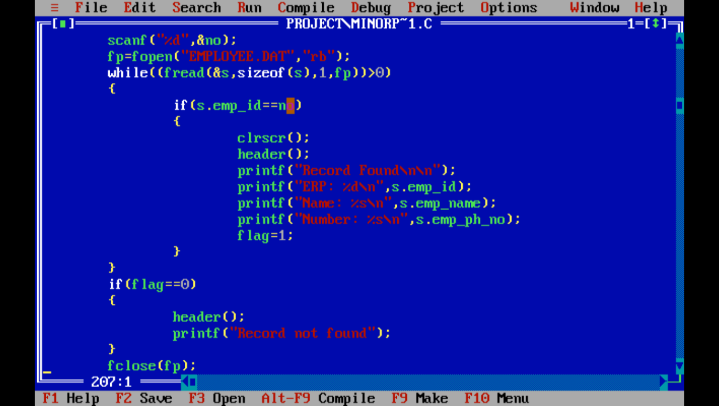 ≡ File Edit Search Run Compile Debug Project Options Window Help
[■] PROJECT\MINORP~1.C 1=[↕]
scanf("%d",&no);
fp=fopen("EMPLOYEE.DAT","rb");
while((fread(&s,sizeof(s),1,fp))>0)
{
if(s.emp_id==n )
{
clrscr();
header();
printf("Record Found\n\n");
printf("ERP: %d\n",s.emp_id);
printf("Name: %s\n",s.emp_name);
printf("Number: %s\n",s.emp_ph_no);
flag=1;
}
}
if(flag==0)
{
header();
printf("Record not found");
}
fclose(fp);
207:1
F1 Help F2 Save F3 Open Alt-F9 Compile F9 Make F10 Menu